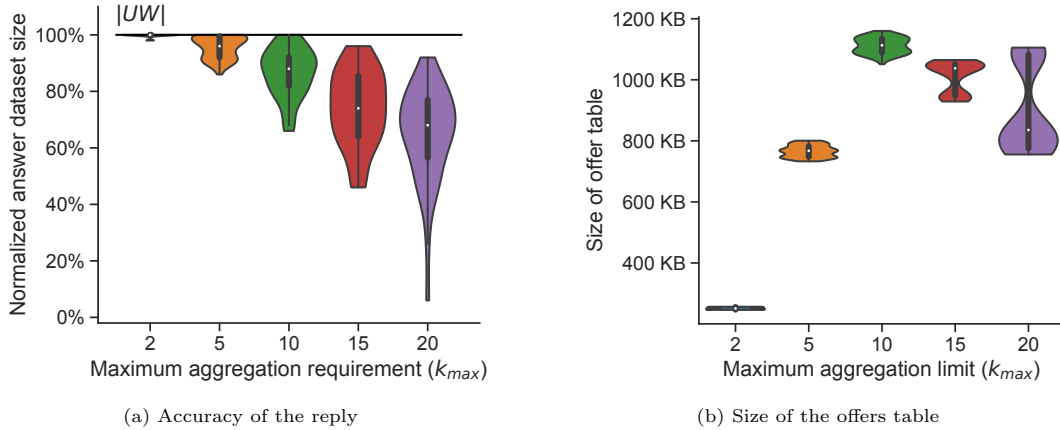 |UW|
100%
80%
60%
40%
20%
0%
Normalized answer dataset size
2 5 10 15 20
Maximum aggregation requirement (k_max)
(a) Accuracy of the reply
1200 KB
1000 KB
800 KB
600 KB
400 KB
Size of offer table
2 5 10 15 20
Maximum aggregation limit (k_max)
(b) Size of the offers table